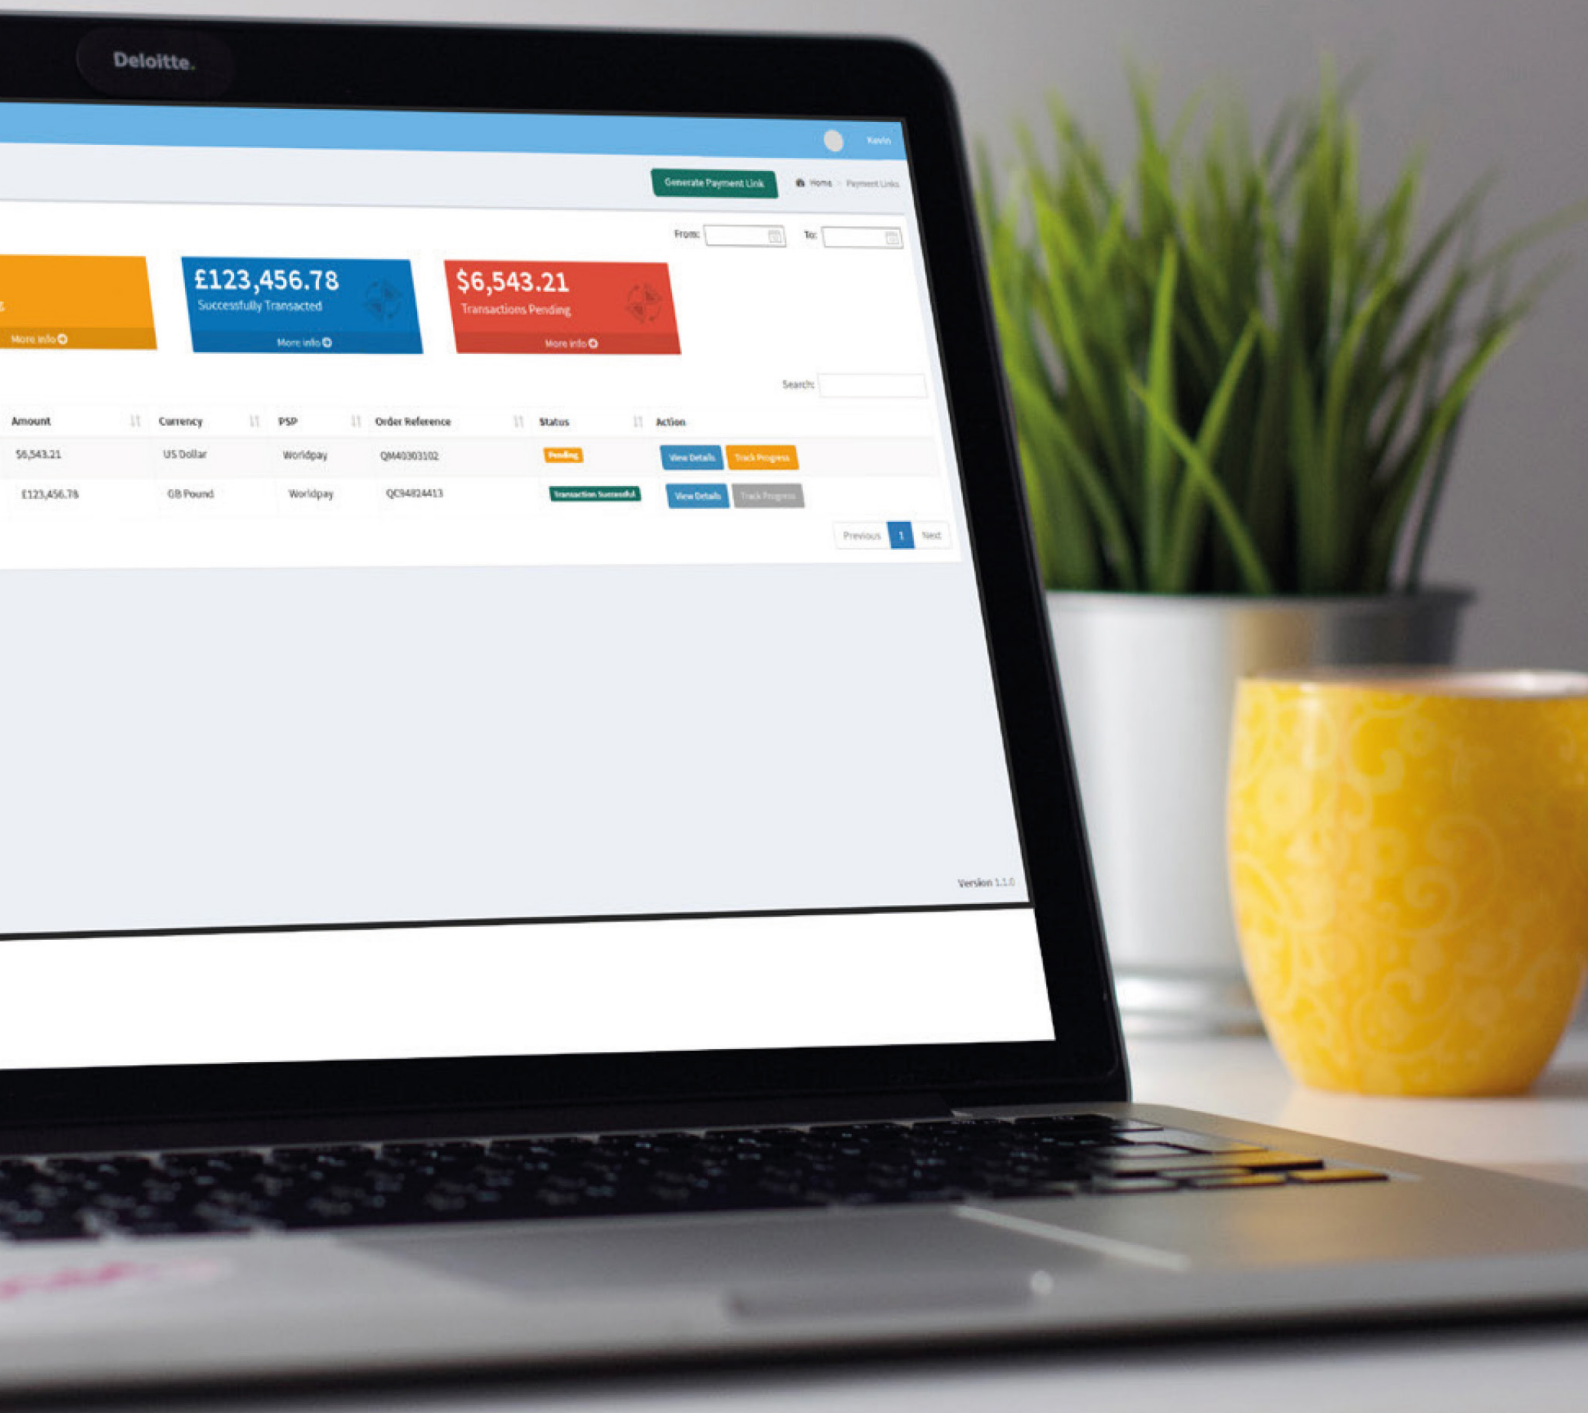 Deloitte.
Kevin
Generate Payment Link Home > Payment Links
From: To:
£123,456.78 $6,543.21
Successfully Transacted Transactions Pending
More info More info More info
Search:
Amount Currency PSP Order Reference Status Action
$6,543.21 US Dollar Worldpay QM40303102 Pending View Details Track Progress
£123,456.78 GB Pound Worldpay QC94824413 Transaction Successful View Details Track Progress
Previous 1 Next
Version 1.1.0